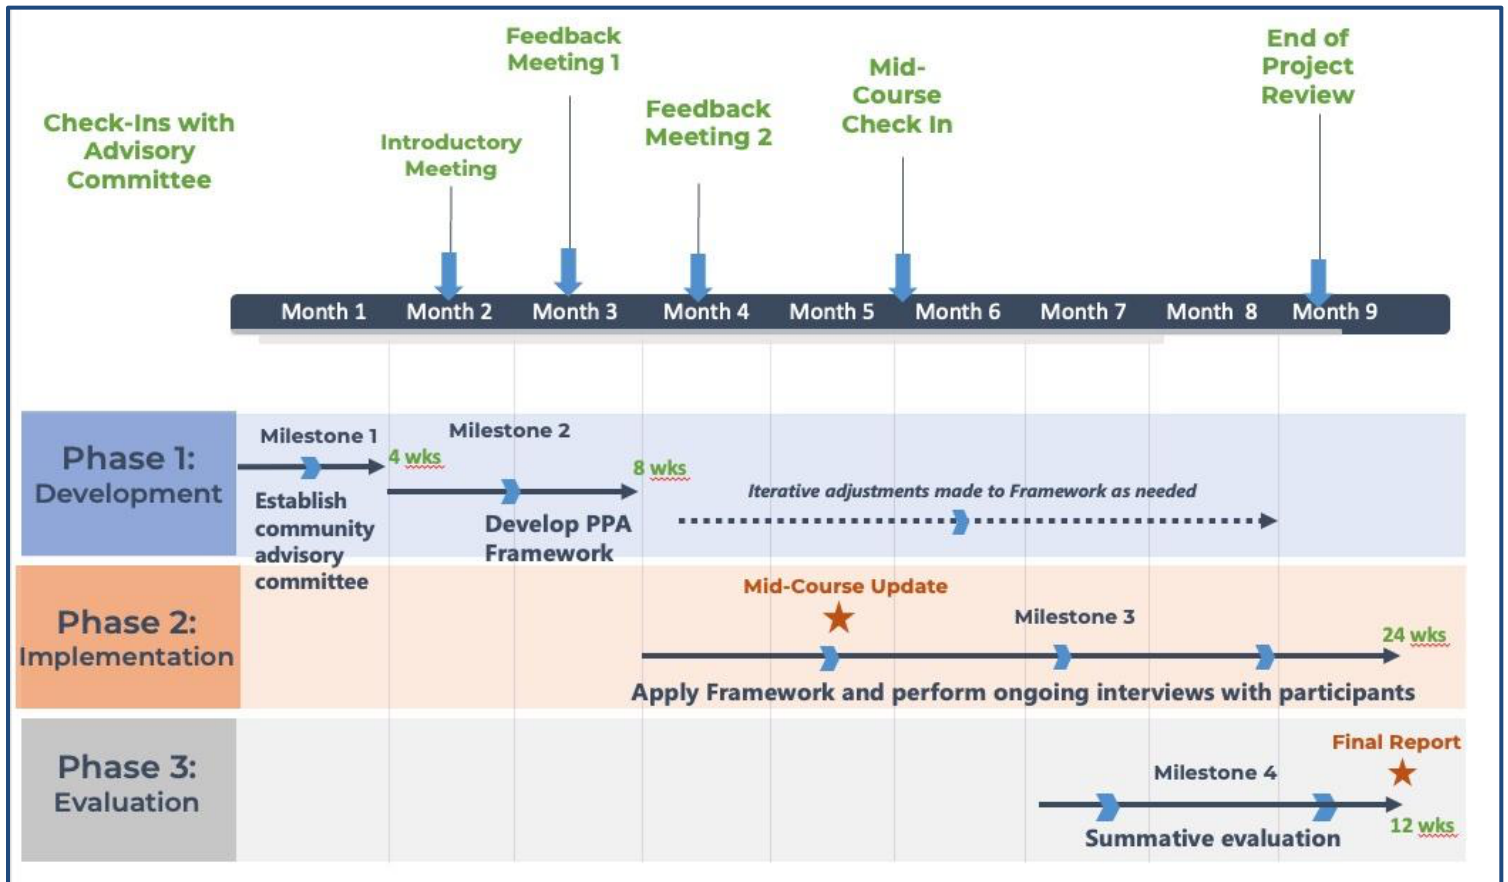 Feedback
Meeting 1
End of
Project
Review
Mid-
Course
Check In
Feedback
Meeting 2
Check-Ins with
Advisory
Committee
Introductory
Meeting
Month 1 Month 2 Month 3 Month 4 Month 5 Month 6 Month 7 Month 8 Month 9
Phase 1:
Development
Milestone 1
4 wks
Establish
community
advisory
committee
Milestone 2
8 wks
Develop PPA
Framework
Iterative adjustments made to Framework as needed
Phase 2:
Implementation
Mid-Course Update
Milestone 3
24 wks
Apply Framework and perform ongoing interviews with participants
Phase 3:
Evaluation
Final Report
Milestone 4
12 wks
Summative evaluation